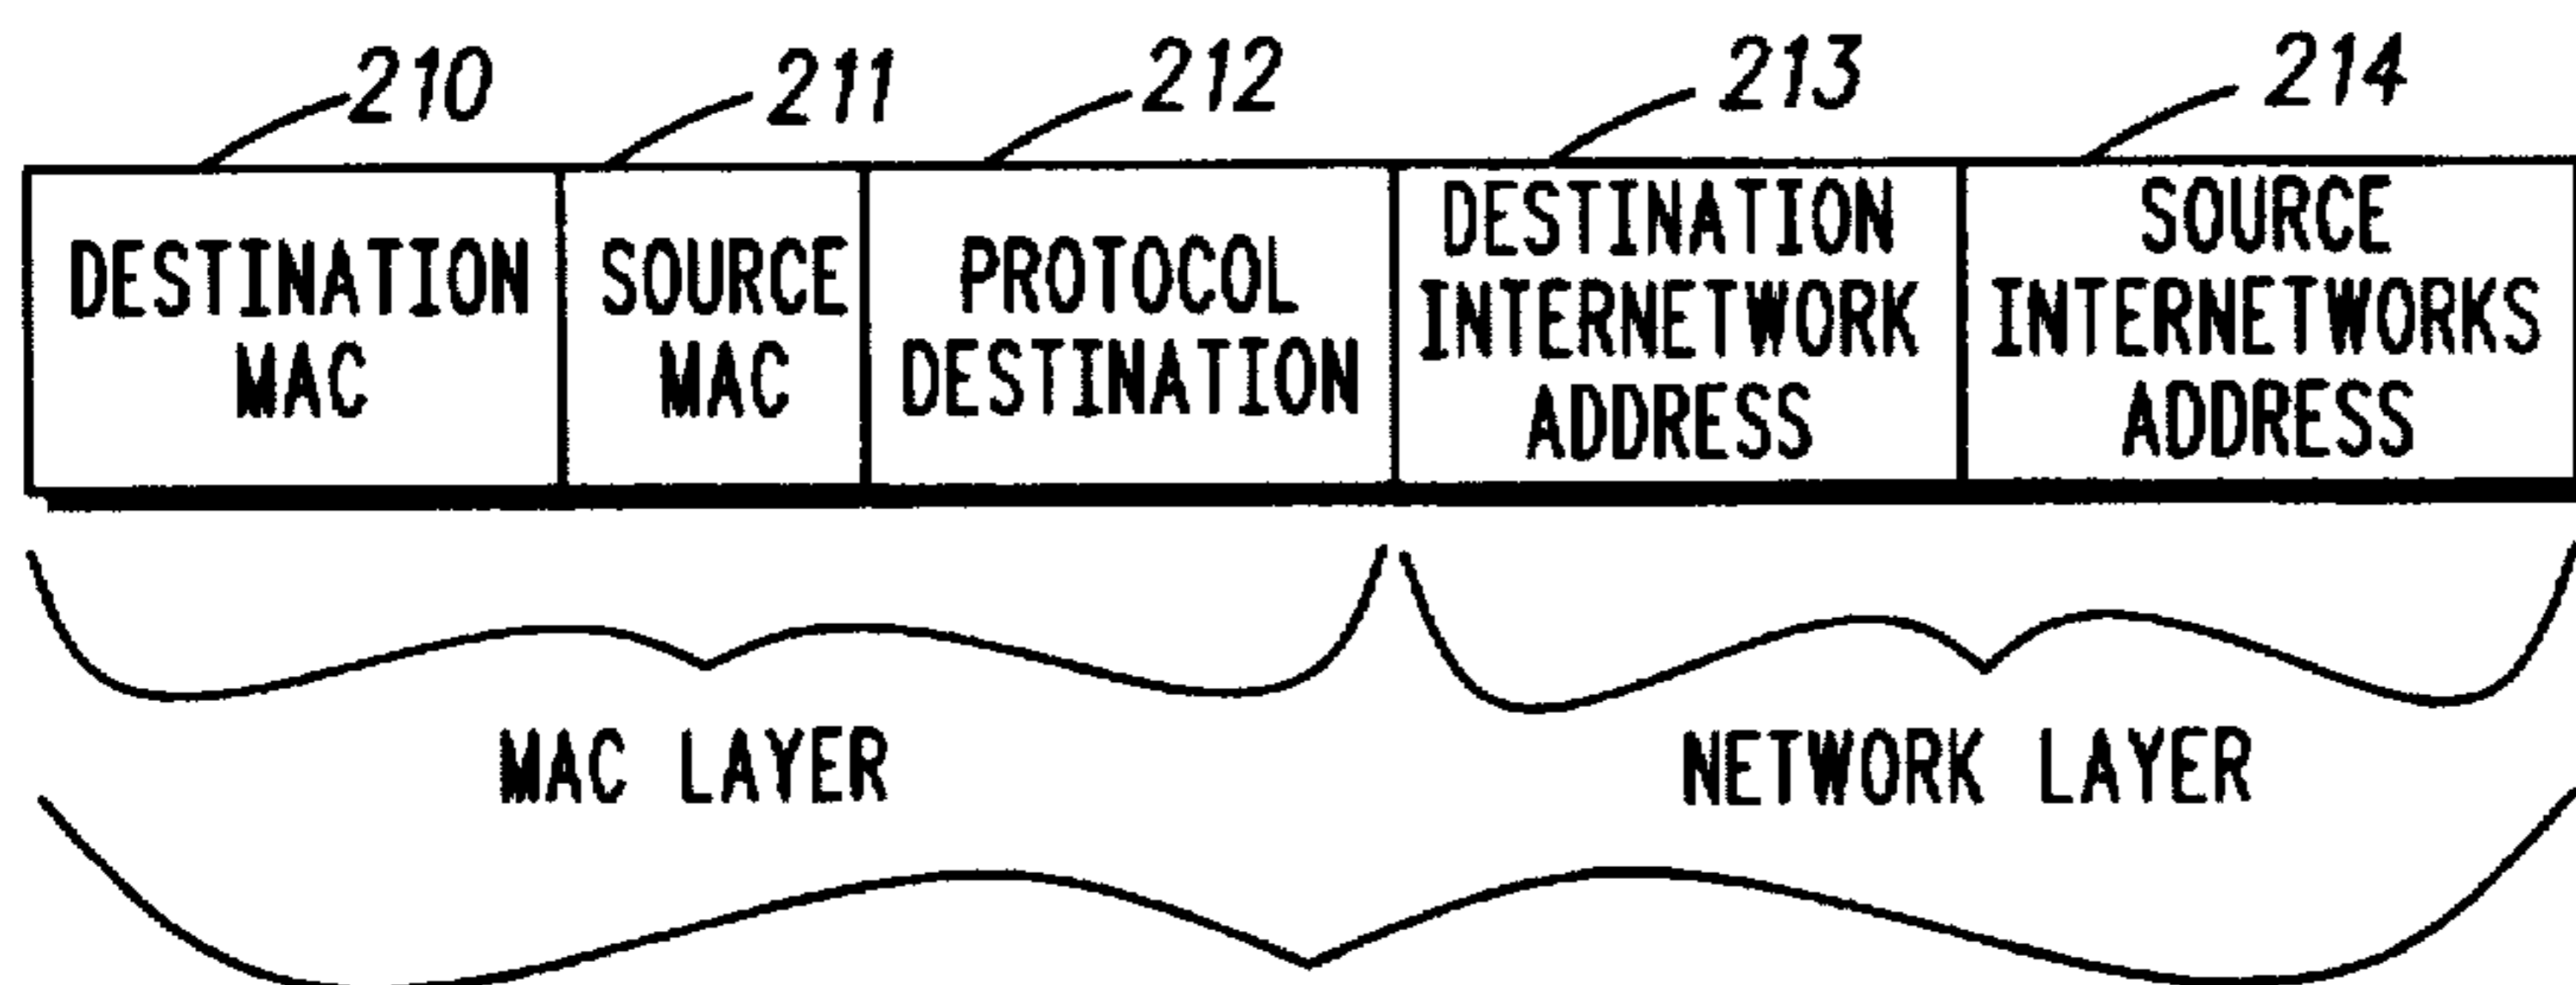 210
211
212
213
214
DESTINATION
MAC
SOURCE
MAC
PROTOCOL
DESTINATION
DESTINATION
INTERNETWORK
ADDRESS
SOURCE
INTERNETWORKS
ADDRESS
MAC LAYER
NETWORK LAYER